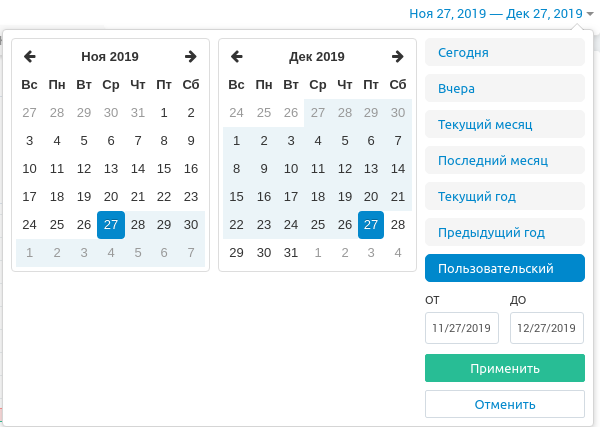 Ноя 27, 2019 — Дек 27, 2019
Ноя 2019
Вс Пн Вт Ср Чт Пт Сб
27 28 29 30 31 1 2
3 4 5 6 7 8 9
10 11 12 13 14 15 16
17 18 19 20 21 22 23
24 25 26 27 28 29 30
1 2 3 4 5 6 7
Дек 2019
Вс Пн Вт Ср Чт Пт Сб
24 25 26 27 28 29 30
1 2 3 4 5 6 7
8 9 10 11 12 13 14
15 16 17 18 19 20 21
22 23 24 25 26 27 28
29 30 31 1 2 3 4
Сегодня
Вчера
Текущий месяц
Последний месяц
Текущий год
Предыдущий год
Пользовательский
ОТ ДО
11/27/2019 12/27/2019
Применить
Отменить